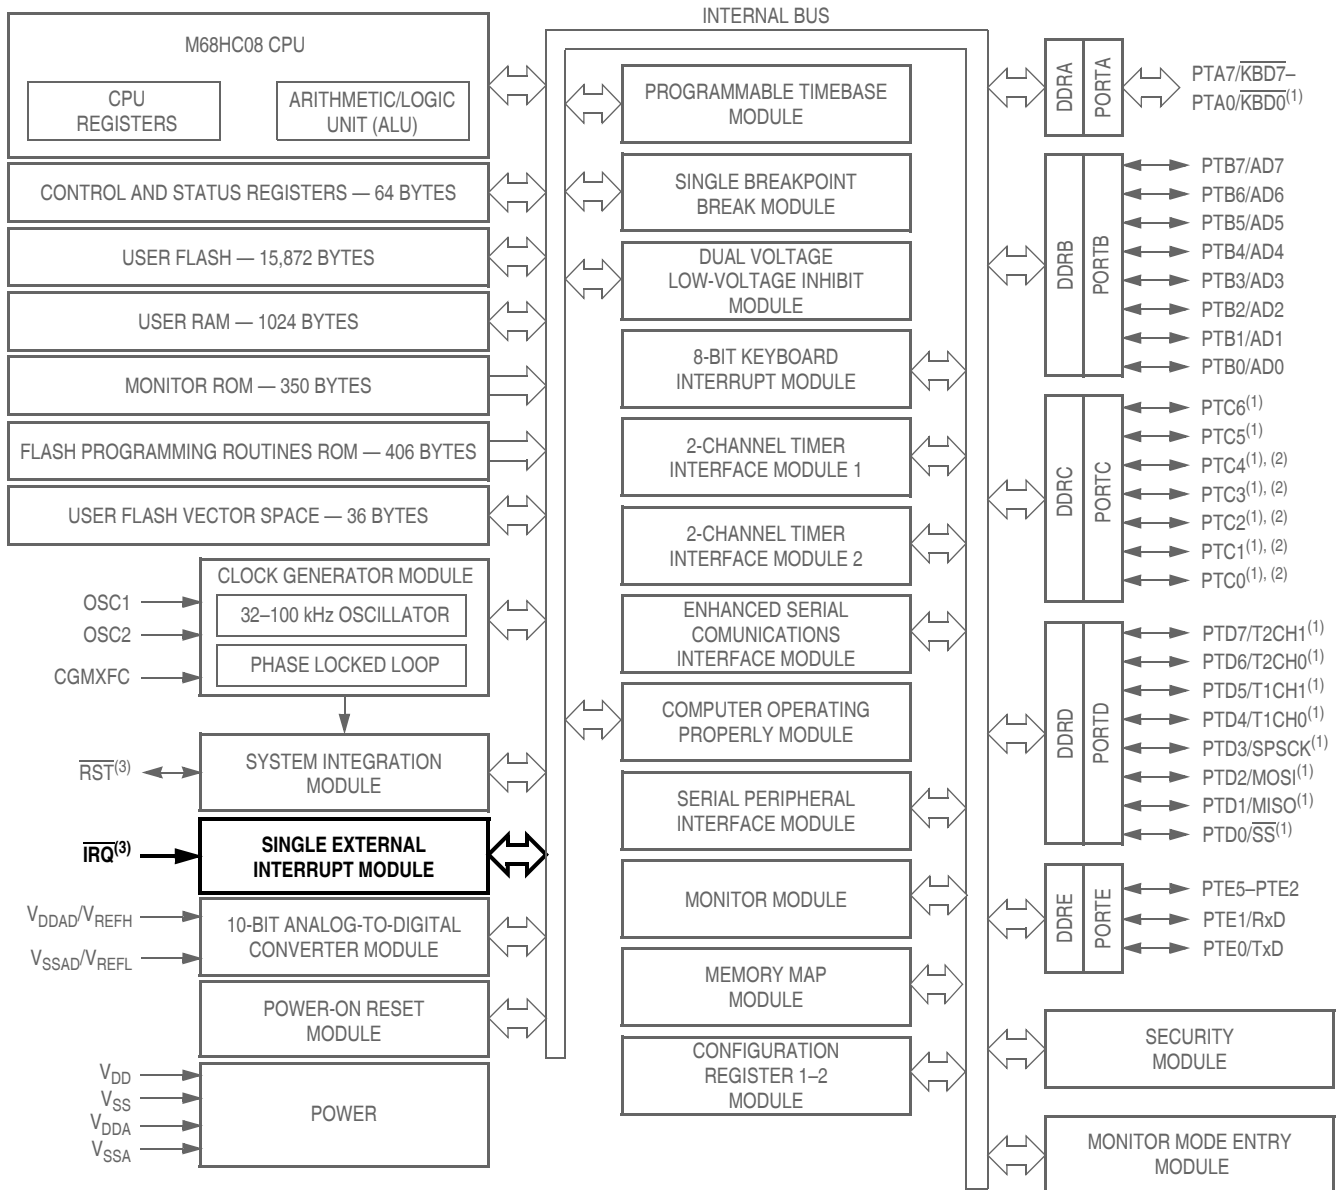 INTERNAL BUS
M68HC08 CPU
CPU
REGISTERS
ARITHMETIC/LOGIC
UNIT (ALU)
CONTROL AND STATUS REGISTERS — 64 BYTES
USER FLASH — 15,872 BYTES
USER RAM — 1024 BYTES
MONITOR ROM — 350 BYTES
FLASH PROGRAMMING ROUTINES ROM — 406 BYTES
USER FLASH VECTOR SPACE — 36 BYTES
CLOCK GENERATOR MODULE
32–100 kHz OSCILLATOR
PHASE LOCKED LOOP
OSC1
OSC2
CGMXFC
SYSTEM INTEGRATION
MODULE
RST(3)
SINGLE EXTERNAL
INTERRUPT MODULE
IRQ(3)
10-BIT ANALOG-TO-DIGITAL
CONVERTER MODULE
VDDAD/VREFH
VSSAD/VREFL
POWER-ON RESET
MODULE
POWER
VDD
VSS
VDDA
VSSA
PROGRAMMABLE TIMEBASE
MODULE
SINGLE BREAKPOINT
BREAK MODULE
DUAL VOLTAGE
LOW-VOLTAGE INHIBIT
MODULE
8-BIT KEYBOARD
INTERRUPT MODULE
2-CHANNEL TIMER
INTERFACE MODULE 1
2-CHANNEL TIMER
INTERFACE MODULE 2
ENHANCED SERIAL
COMUNICATIONS
INTERFACE MODULE
COMPUTER OPERATING
PROPERLY MODULE
SERIAL PERIPHERAL
INTERFACE MODULE
MONITOR MODULE
MEMORY MAP
MODULE
CONFIGURATION
REGISTER 1–2
MODULE
DDRA
PORTA
PTA7/KBD7–
PTA0/KBD0(1)
DDRB
PORTB
PTB7/AD7
PTB6/AD6
PTB5/AD5
PTB4/AD4
PTB3/AD3
PTB2/AD2
PTB1/AD1
PTB0/AD0
DDRC
PORTC
PTC6(1)
PTC5(1)
PTC4(1), (2)
PTC3(1), (2)
PTC2(1), (2)
PTC1(1), (2)
PTC0(1), (2)
DDRD
PORTD
PTD7/T2CH1(1)
PTD6/T2CH0(1)
PTD5/T1CH1(1)
PTD4/T1CH0(1)
PTD3/SPSCK(1)
PTD2/MOSI(1)
PTD1/MISO(1)
PTD0/SS(1)
DDRE
PORTE
PTE5–PTE2
PTE1/RxD
PTE0/TxD
SECURITY
MODULE
MONITOR MODE ENTRY
MODULE